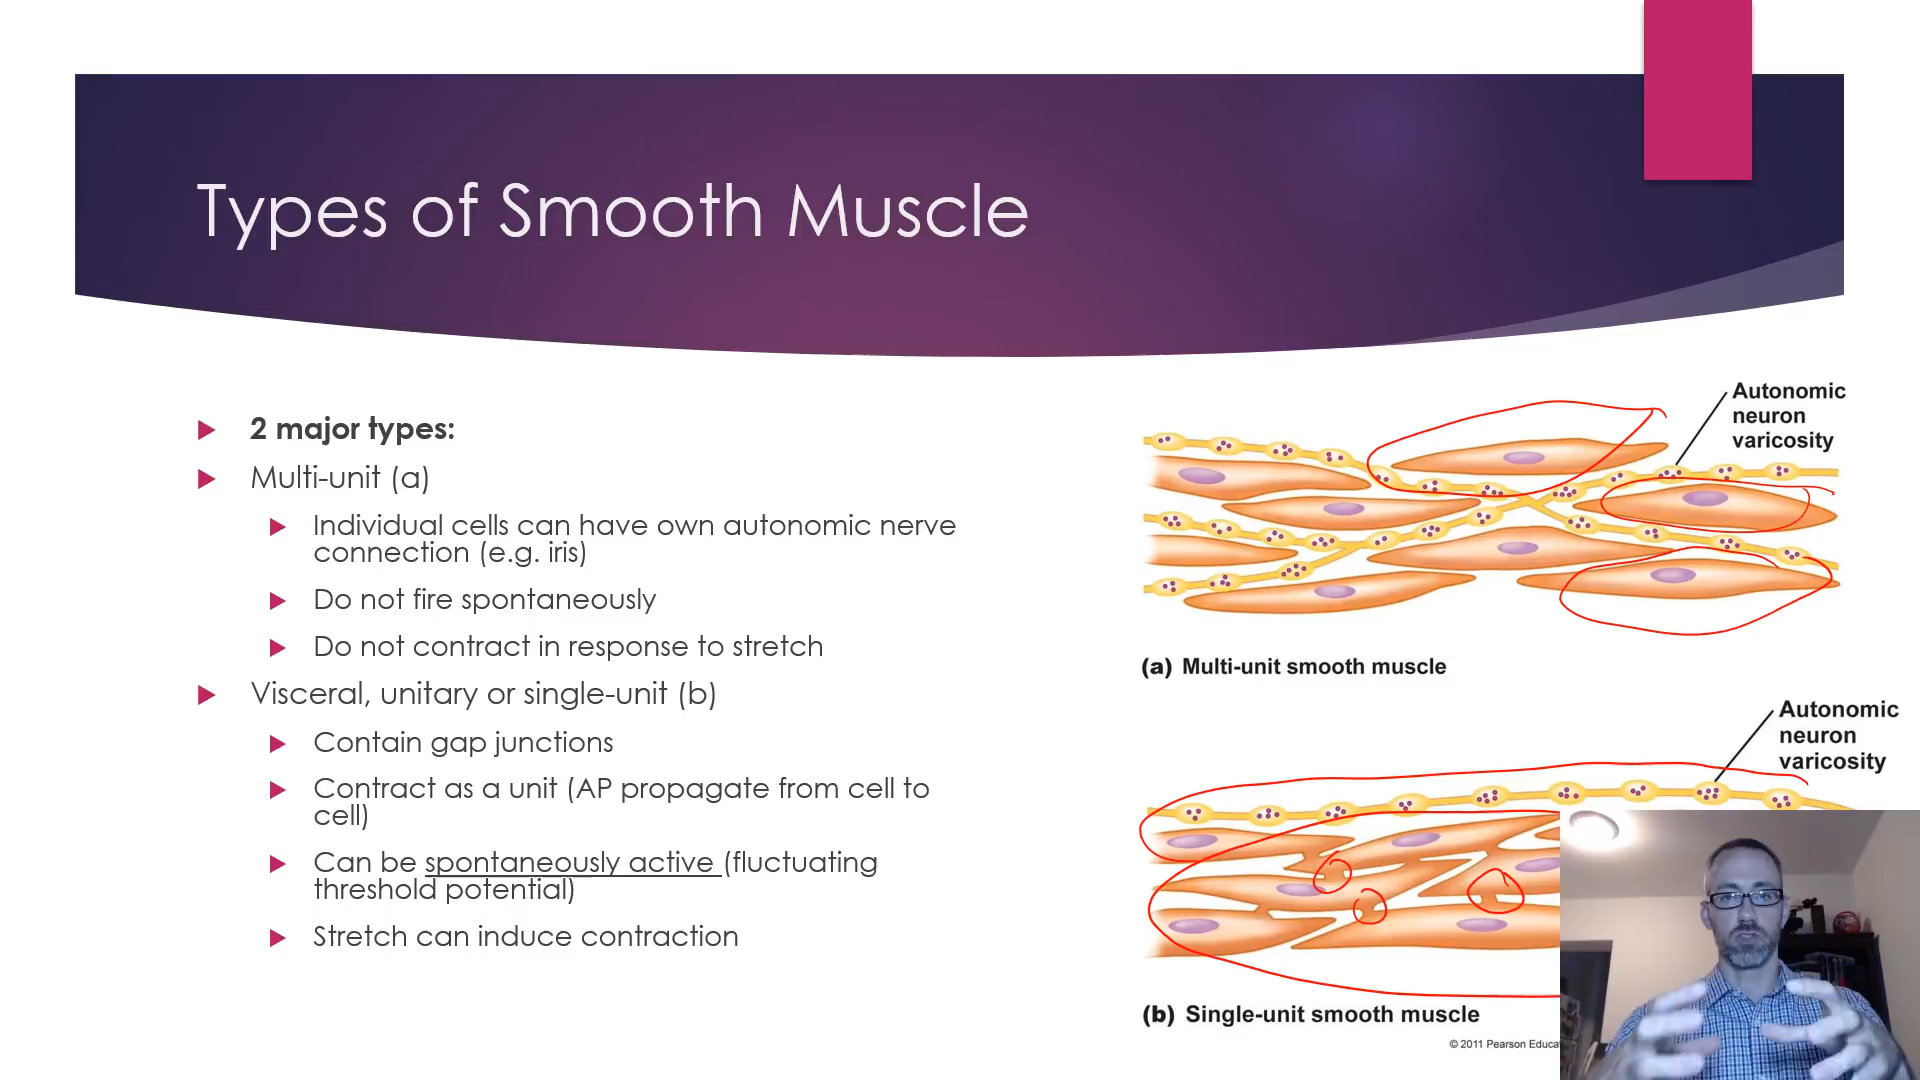 Types of Smooth Muscle
2 major types:
Multi-unit (a)
Individual cells can have own autonomic nerve
connection (e.g. iris)
Do not fire spontaneously
Do not contract in response to stretch
Visceral, unitary or single-unit (b)
Contain gap junctions
Contract as a unit (AP propagate from cell to
cell)
Can be spontaneously active (fluctuating
threshold potential)
Stretch can induce contraction
Autonomic
neuron
varicosity
(a) Multi-unit smooth muscle
Autonomic
neuron
varicosity
(b) Single-unit smooth muscle
© 2011 Pearson